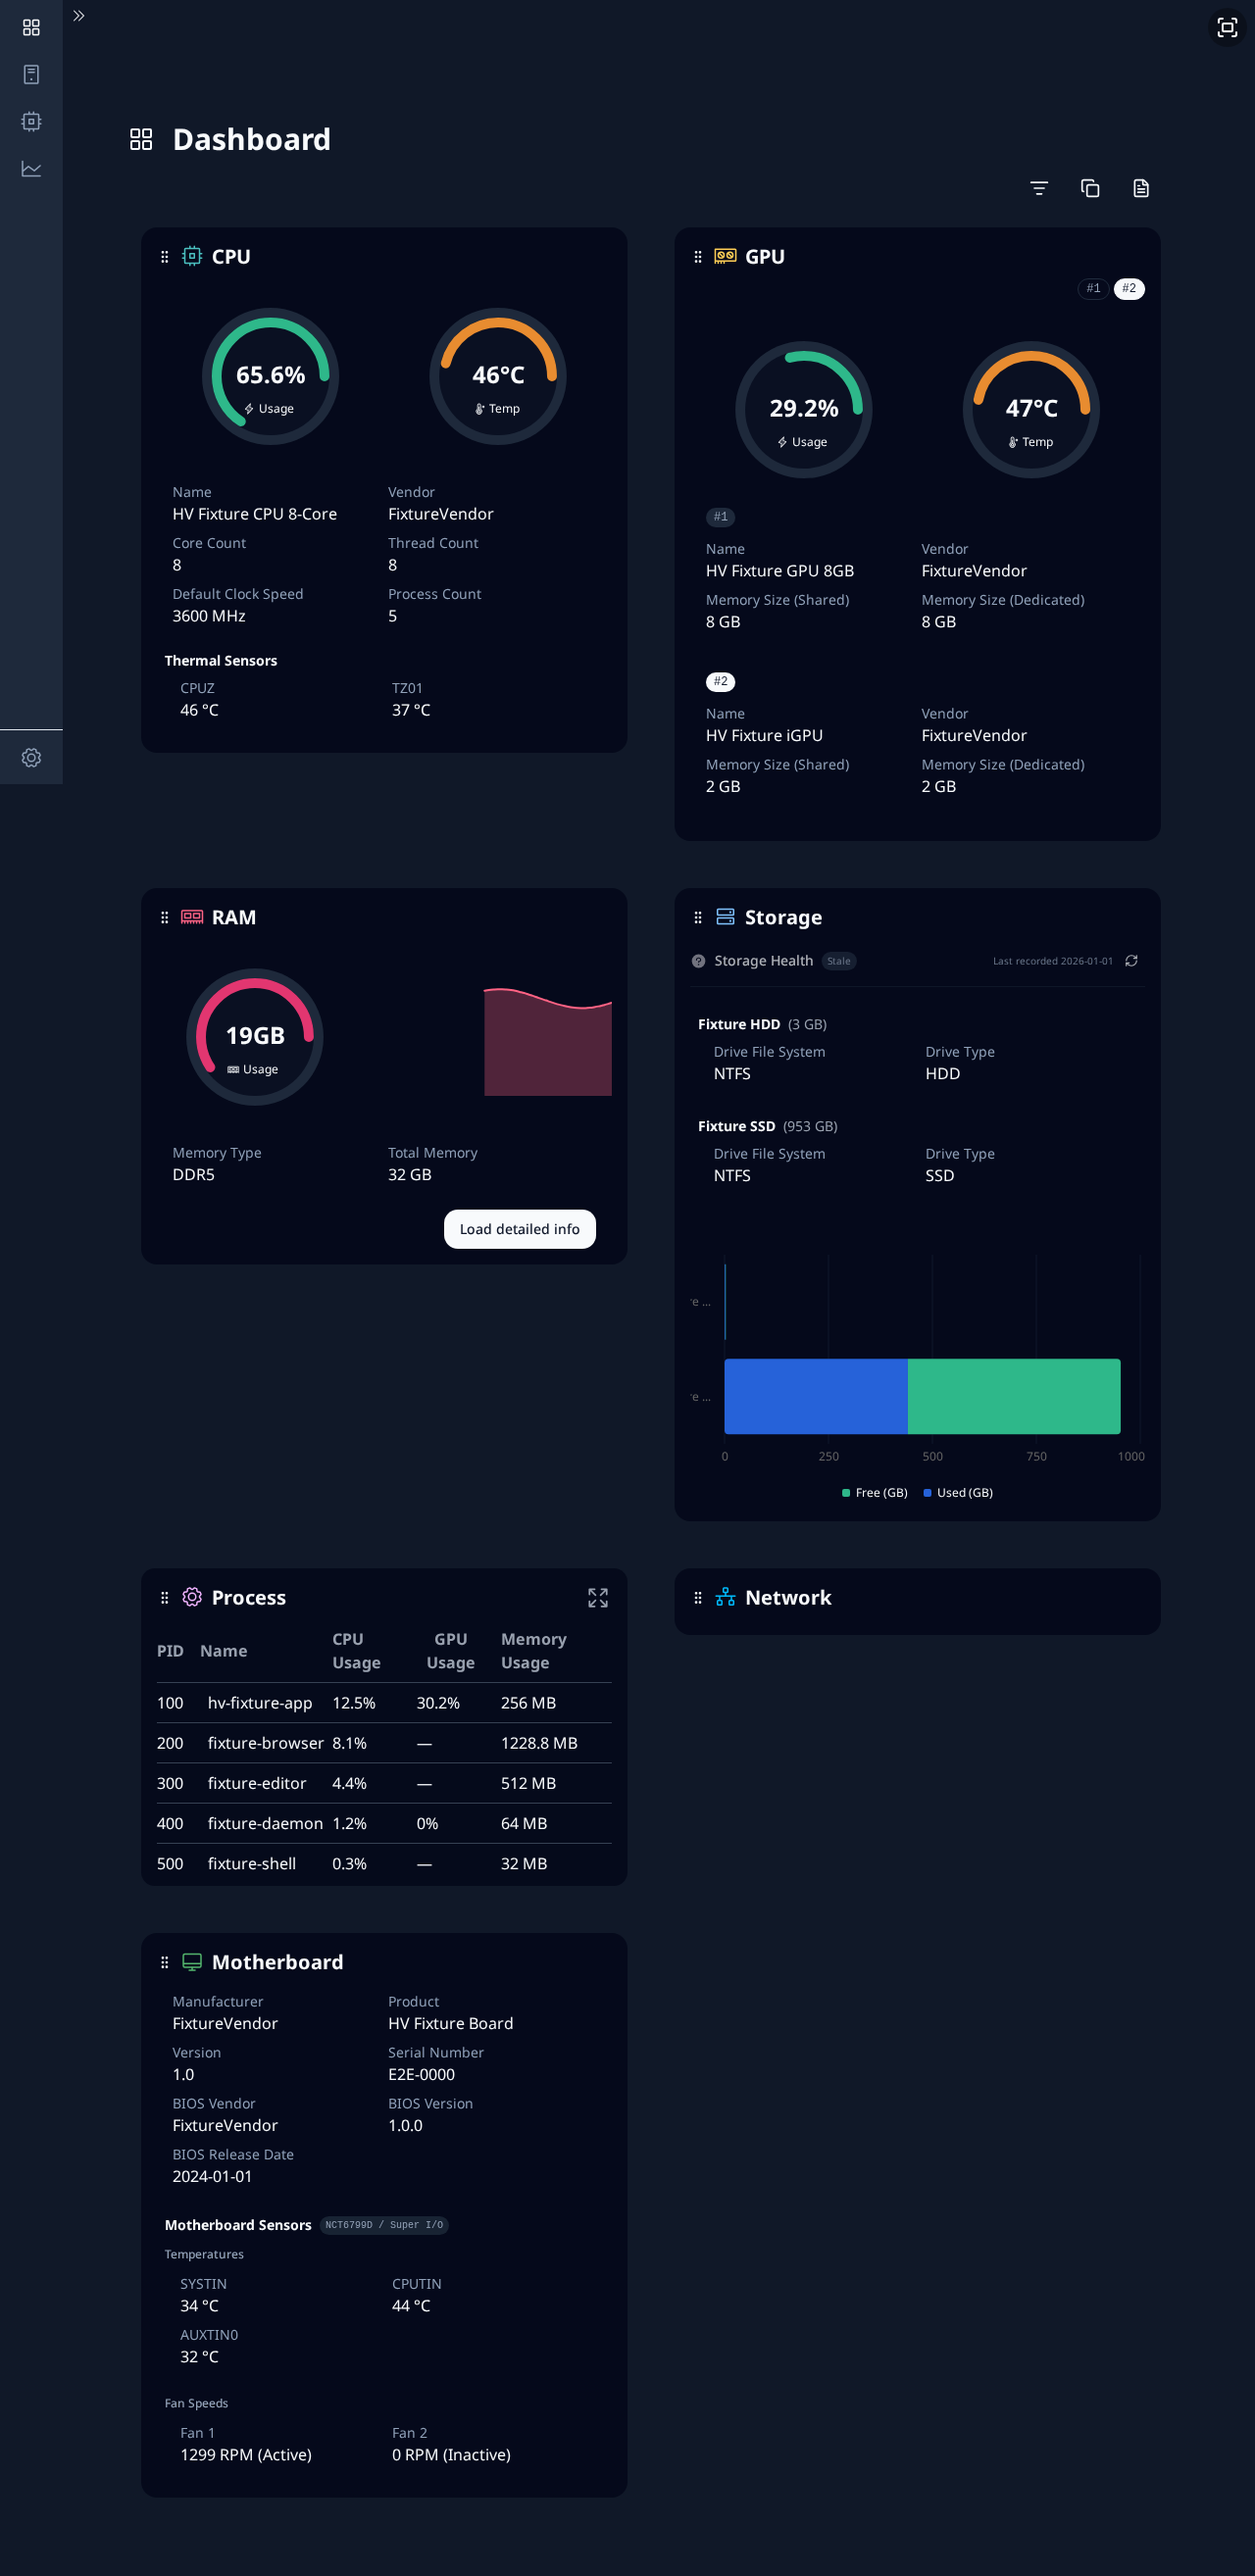 Dashboard
CPU
65.6%
Usage
46°C
Temp
Name
HV Fixture CPU 8-Core
Vendor
FixtureVendor
Core Count
8
Thread Count
8
Default Clock Speed
3600 MHz
Process Count
5
Thermal Sensors
CPUZ
46 °C
TZ01
37 °C
GPU
#1
#2
29.2%
Usage
47°C
Temp
#1
Name
HV Fixture GPU 8GB
Vendor
FixtureVendor
Memory Size (Shared)
8 GB
Memory Size (Dedicated)
8 GB
#2
Name
HV Fixture iGPU
Vendor
FixtureVendor
Memory Size (Shared)
2 GB
Memory Size (Dedicated)
2 GB
RAM
19GB
Usage
Memory Type
DDR5
Total Memory
32 GB
Load detailed info
Storage
Storage Health Stale
Last recorded 2026-01-01
Fixture HDD (3 GB)
Drive File System
NTFS
Drive Type
HDD
Fixture SSD (953 GB)
Drive File System
NTFS
Drive Type
SSD
e ...
e ...
0 250 500 750 1000
Free (GB) Used (GB)
Process
PID Name CPU Usage GPU Usage Memory Usage
100 hv-fixture-app 12.5% 30.2% 256 MB
200 fixture-browser 8.1% — 1228.8 MB
300 fixture-editor 4.4% — 512 MB
400 fixture-daemon 1.2% 0% 64 MB
500 fixture-shell 0.3% — 32 MB
Network
Motherboard
Manufacturer
FixtureVendor
Product
HV Fixture Board
Version
1.0
Serial Number
E2E-0000
BIOS Vendor
FixtureVendor
BIOS Version
1.0.0
BIOS Release Date
2024-01-01
Motherboard Sensors NCT6799D / Super I/O
Temperatures
SYSTIN
34 °C
CPUTIN
44 °C
AUXTIN0
32 °C
Fan Speeds
Fan 1
1299 RPM (Active)
Fan 2
0 RPM (Inactive)